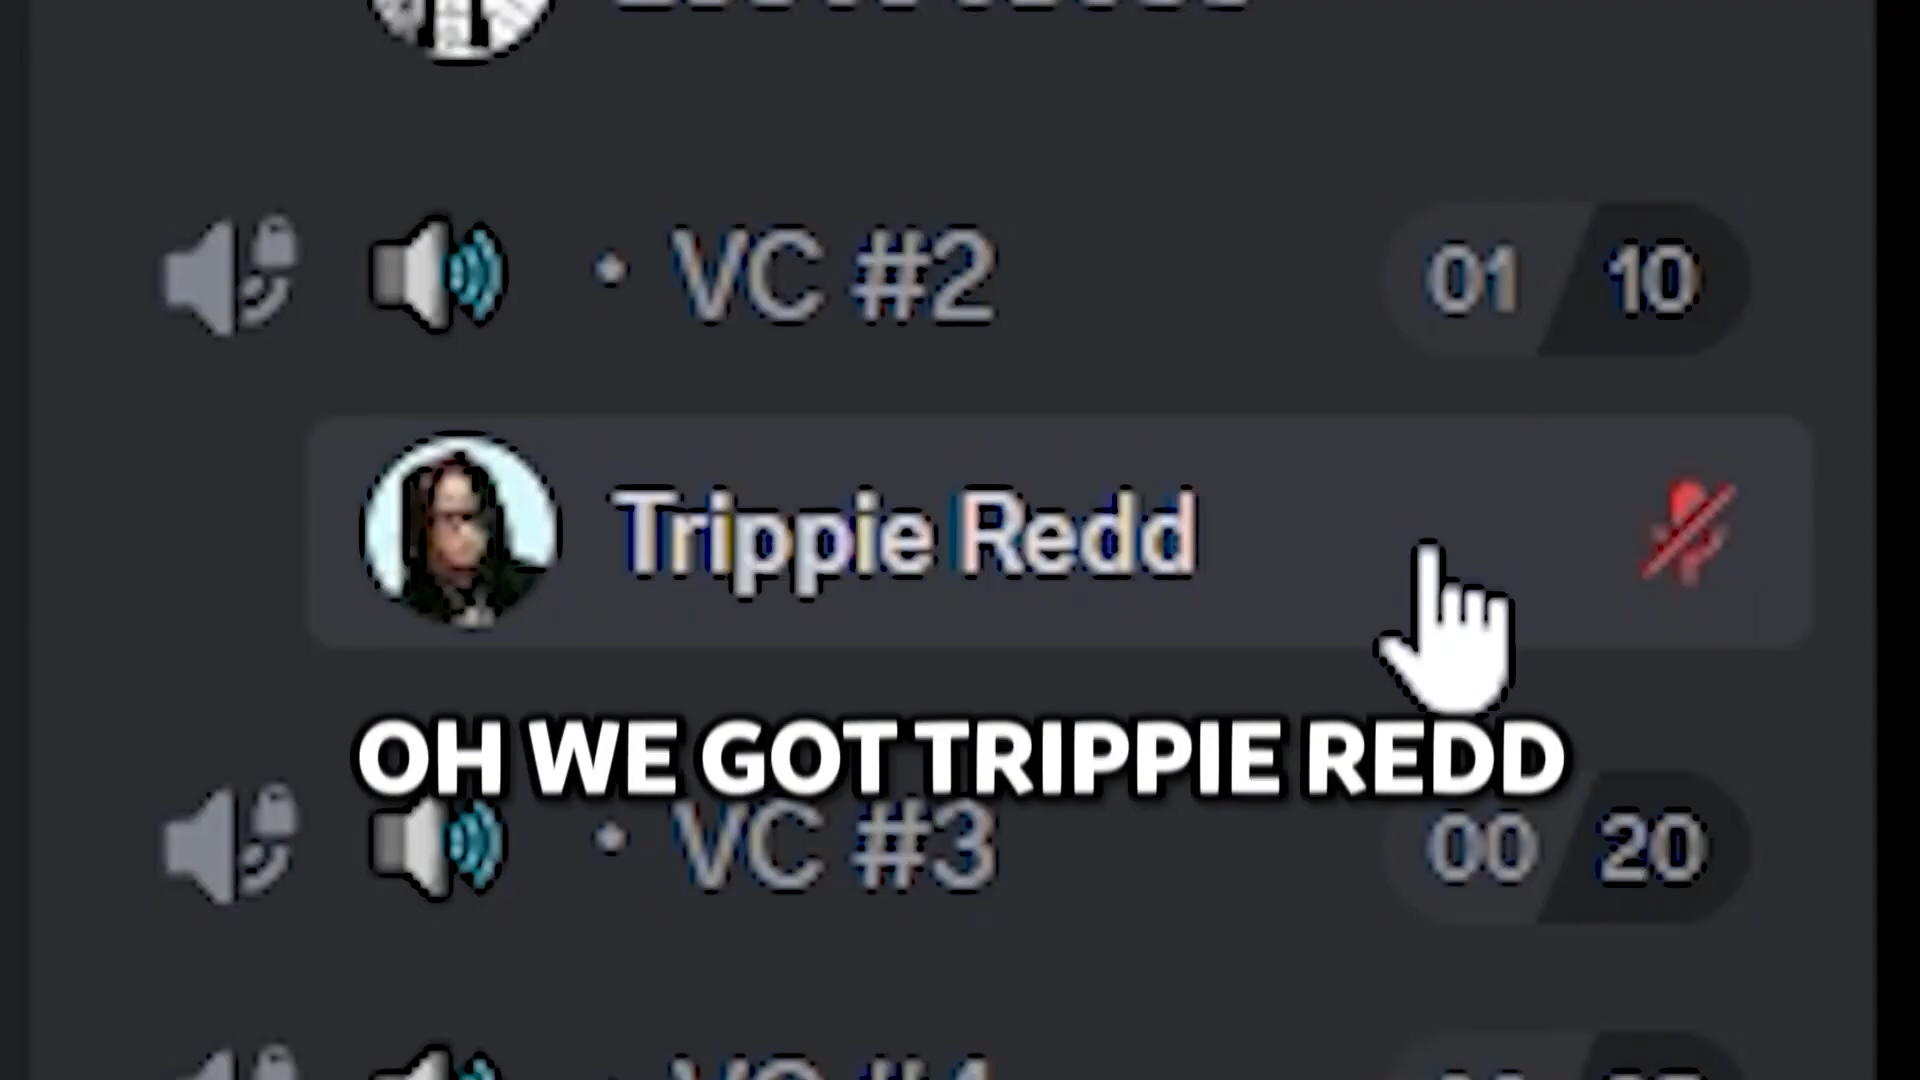 • VC #2 01 10
Trippie Redd
OH WE GOT TRIPPIE REDD
• VC #3 00 20